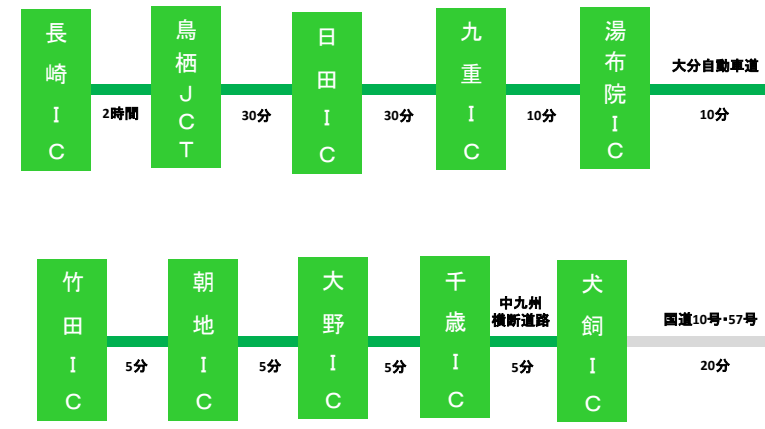 長崎IC
鳥栖JCT
日田IC
九重IC
湯布院IC
大分自動車道
2時間
30分
30分
10分
10分
竹田IC
朝地IC
大野IC
千歳IC
中九州
横断道路
犬飼IC
国道10号・57号
5分
5分
5分
5分
20分